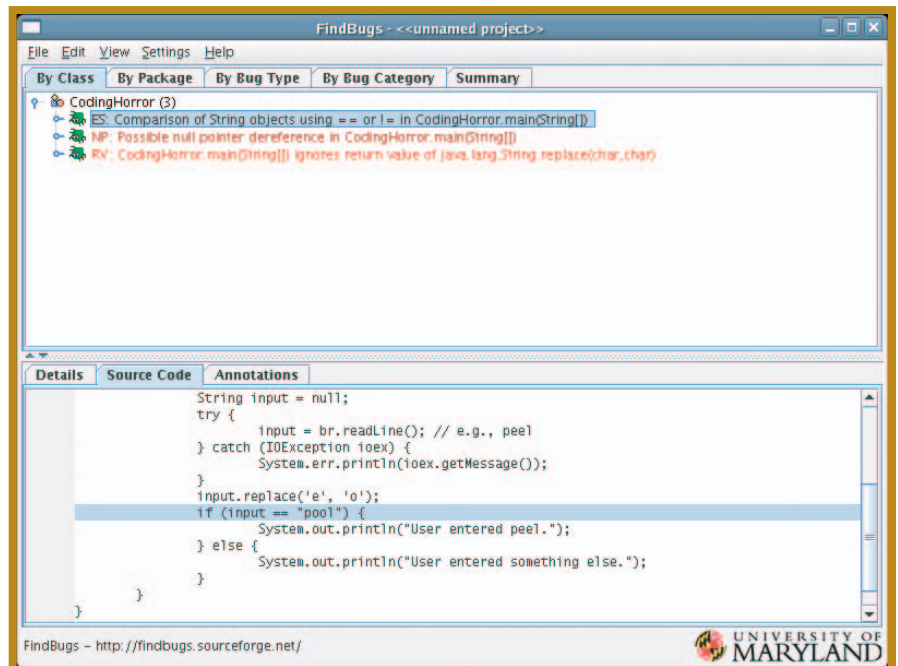 FindBugs - <<unnamed project>>
File Edit View Settings Help
By Class By Package By Bug Type By Bug Category Summary
CodingHorror (3)
ES: Comparison of String objects using == or != in CodingHorror.main(String[])
NP: Possible null pointer dereference in CodingHorror.main(String[])
RV: CodingHorror.main(String[]) ignores return value of java.lang.String.replace(char,char)
Details Source Code Annotations
String input = null;
try {
input = br.readLine(); // e.g., peel
} catch (IOException ioex) {
System.err.println(ioex.getMessage());
}
input.replace('e', 'o');
if (input == "pool") {
System.out.println("User entered peel.");
} else {
System.out.println("User entered something else.");
}
}
}
FindBugs – http://findbugs.sourceforge.net/
UNIVERSITY OF
MARYLAND